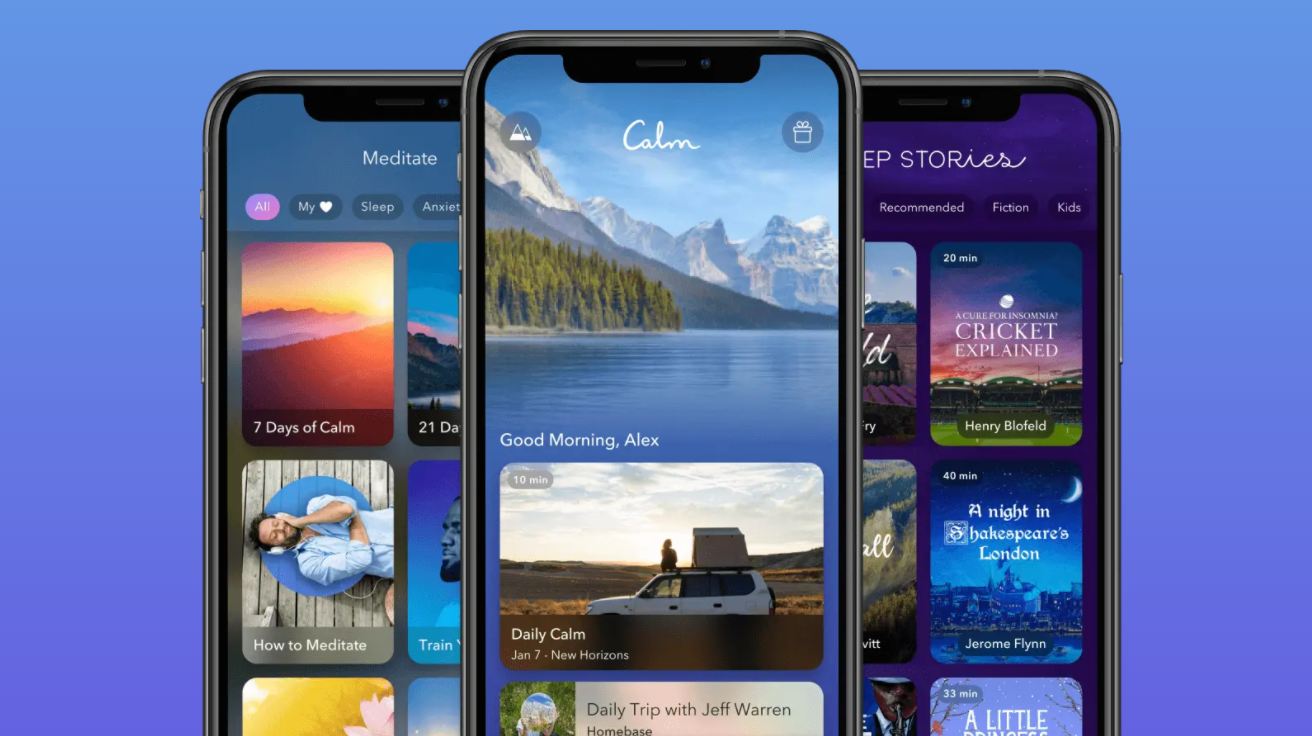 Meditate
All
My
Sleep
7 Days of Calm
How to Meditate
Calm
Good Morning, Alex
10 min
Daily Calm
Jan 7 - New Horizons
Daily Trip with Jeff Warren
Homebase
STORies
Recommended
Fiction
Kids
20 min
A CURE FOR INSOMNIA?
CRICKET
EXPLAINED
Henry Blofeld
40 min
A night in
Shakespeare's
London
Jerome Flynn
33 min
A LITTLE
PRINCESS